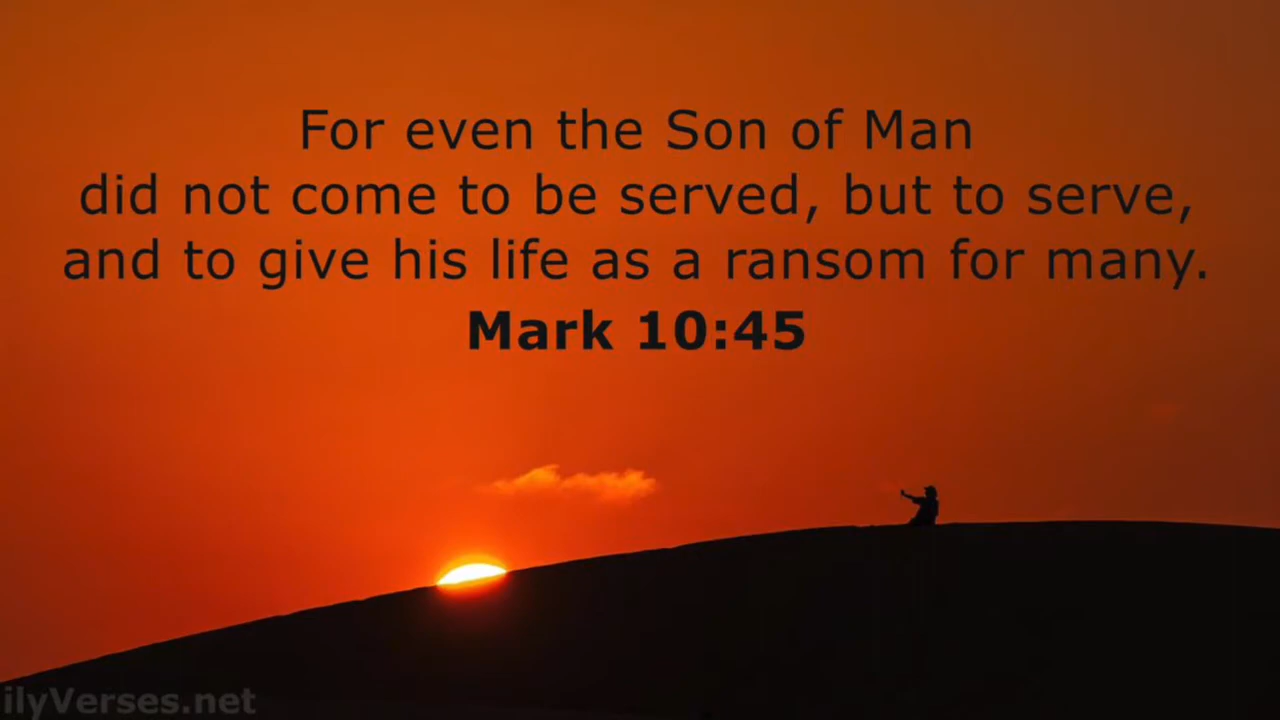 For even the Son of Man
did not come to be served, but to serve,
and to give his life as a ransom for many.
Mark 10:45
ilyVerses.net